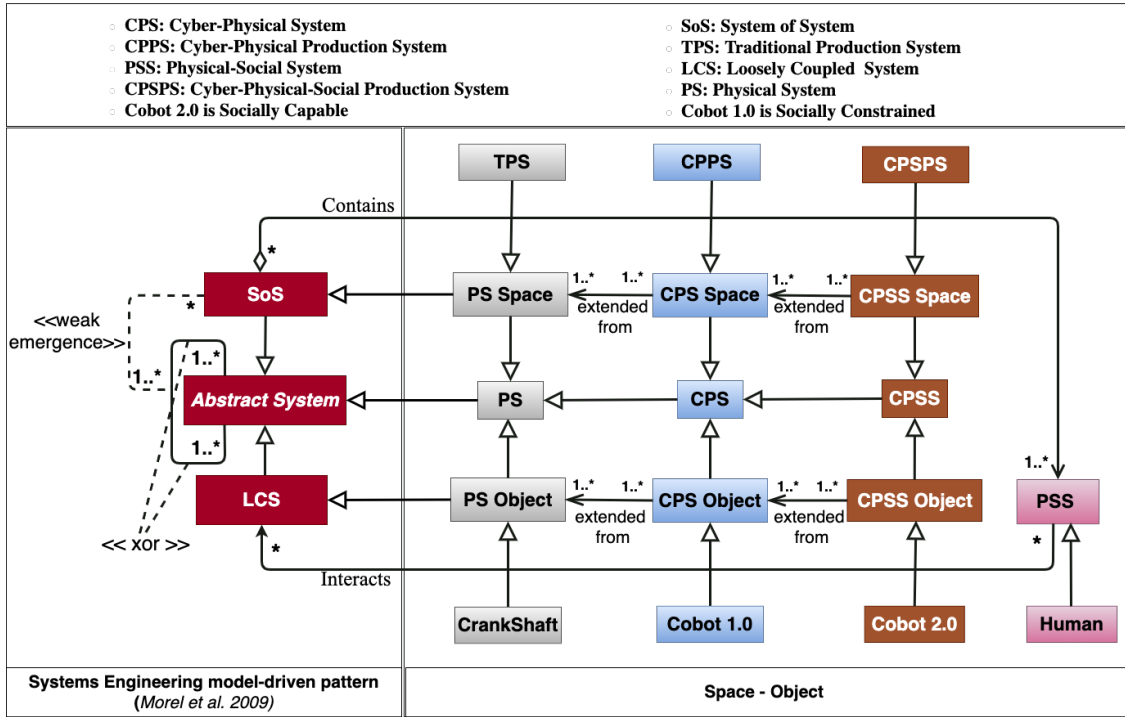 CPS: Cyber-Physical System
CPPS: Cyber-Physical Production System
PSS: Physical-Social System
CPSPS: Cyber-Physical-Social Production System
Cobot 2.0 is Socially Capable
SoS: System of System
TPS: Traditional Production System
LCS: Loosely Coupled System
PS: Physical System
Cobot 1.0 is Socially Constrained
TPS
CPPS
CPSPS
Contains
*
SoS
*
<<weak
emergence>>
PS Space
1..*
1..*
extended
from
CPS Space
1..*
1..*
extended
from
CPSS Space
1..*
1..*
Abstract System
PS
CPS
CPSS
1..*
LCS
<< xor >>
*
PS Object
1..*
1..*
extended
from
CPS Object
1..*
1..*
extended
from
CPSS Object
1..*
PSS
*
Interacts
CrankShaft
Cobot 1.0
Cobot 2.0
Human
Systems Engineering model-driven pattern
(Morel et al. 2009)
Space - Object